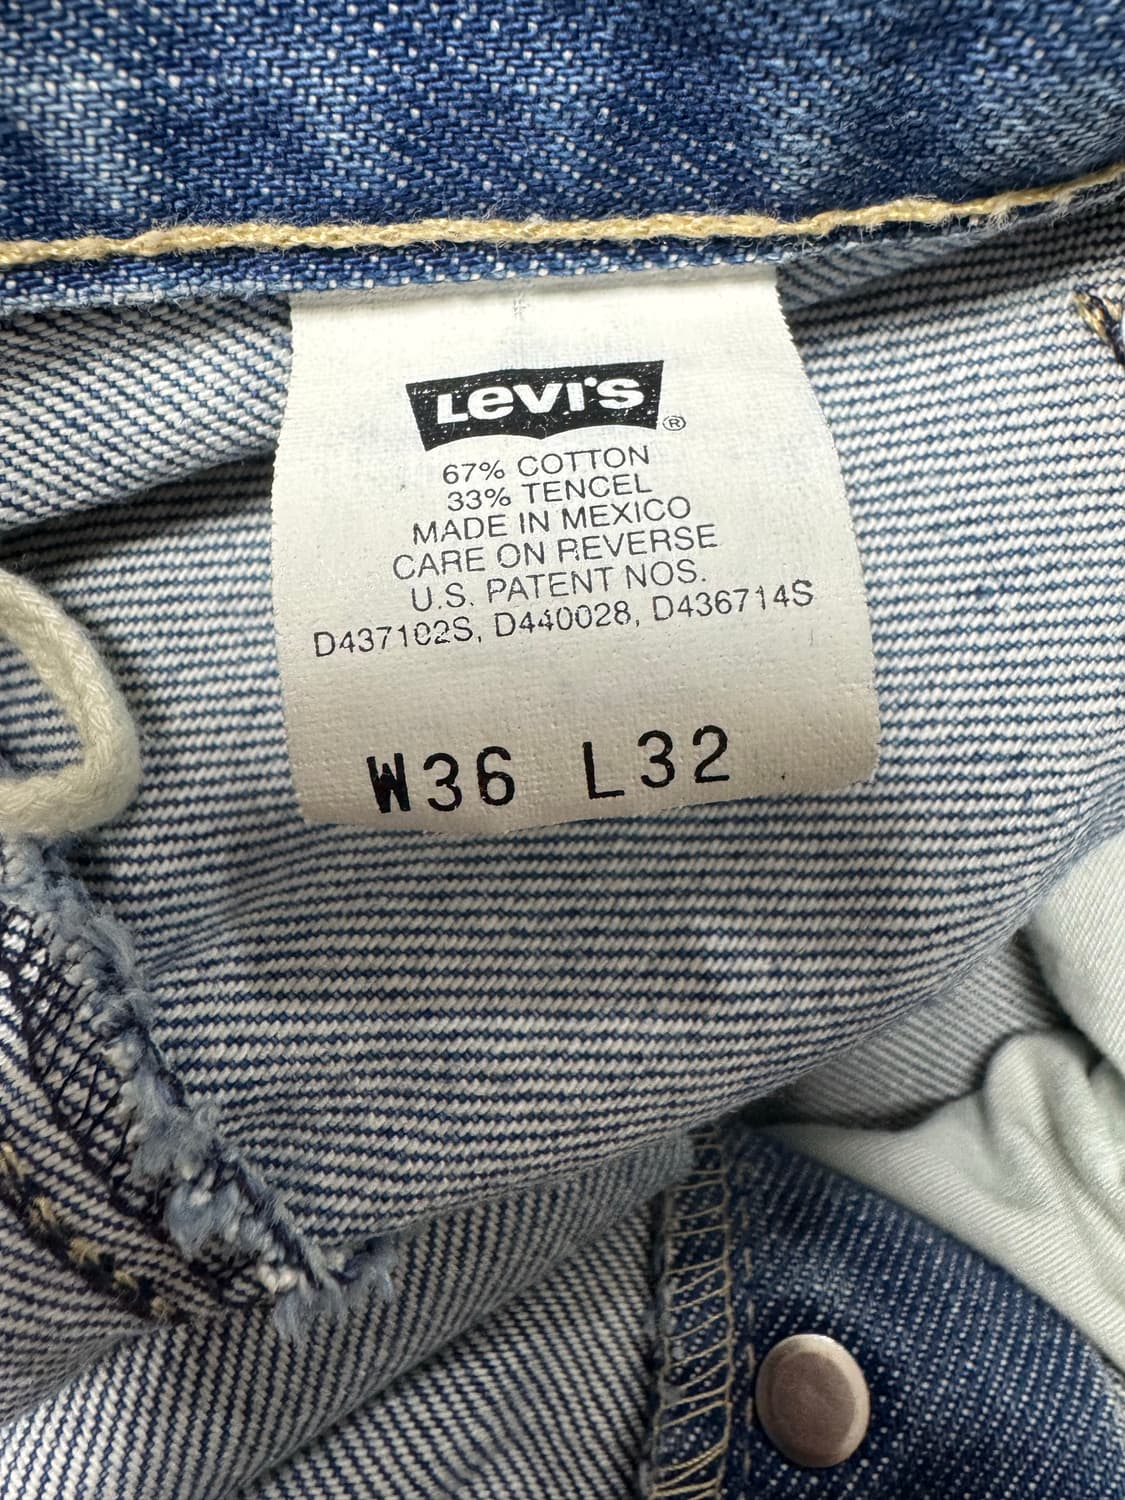 Levi's ®
67% COTTON
33% TENCEL
MADE IN MEXICO
CARE ON REVERSE
U.S. PATENT NOS.
D437102S, D440028, D436714S
W36 L32